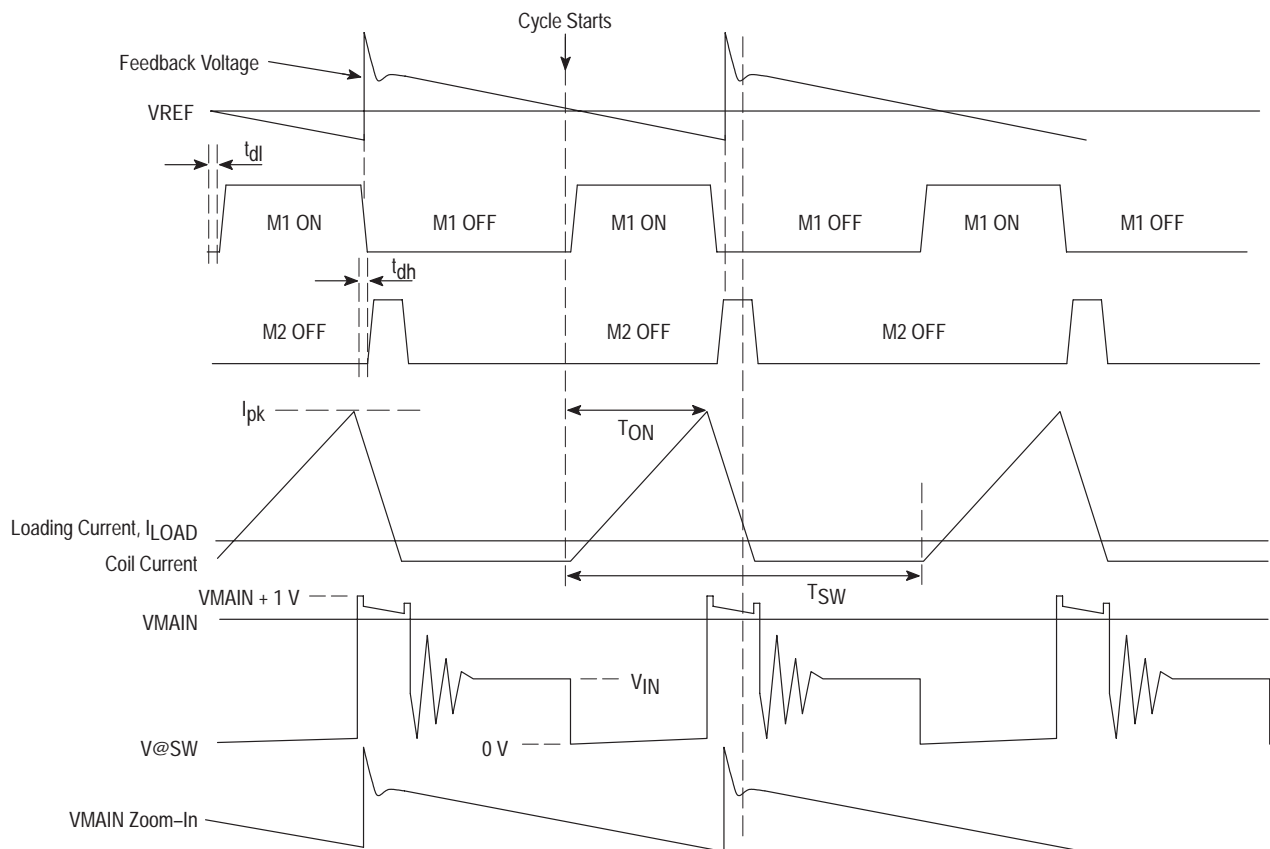 Cycle Starts
Feedback Voltage
VREF
tdl
M1 ON
M1 OFF
M1 ON
M1 OFF
M1 ON
M1 OFF
tdh
M2 OFF
M2 OFF
M2 OFF
Ipk
TON
Loading Current, ILOAD
Coil Current
TSW
VMAIN + 1 V
VMAIN
VIN
V@SW
0 V
VMAIN Zoom–In